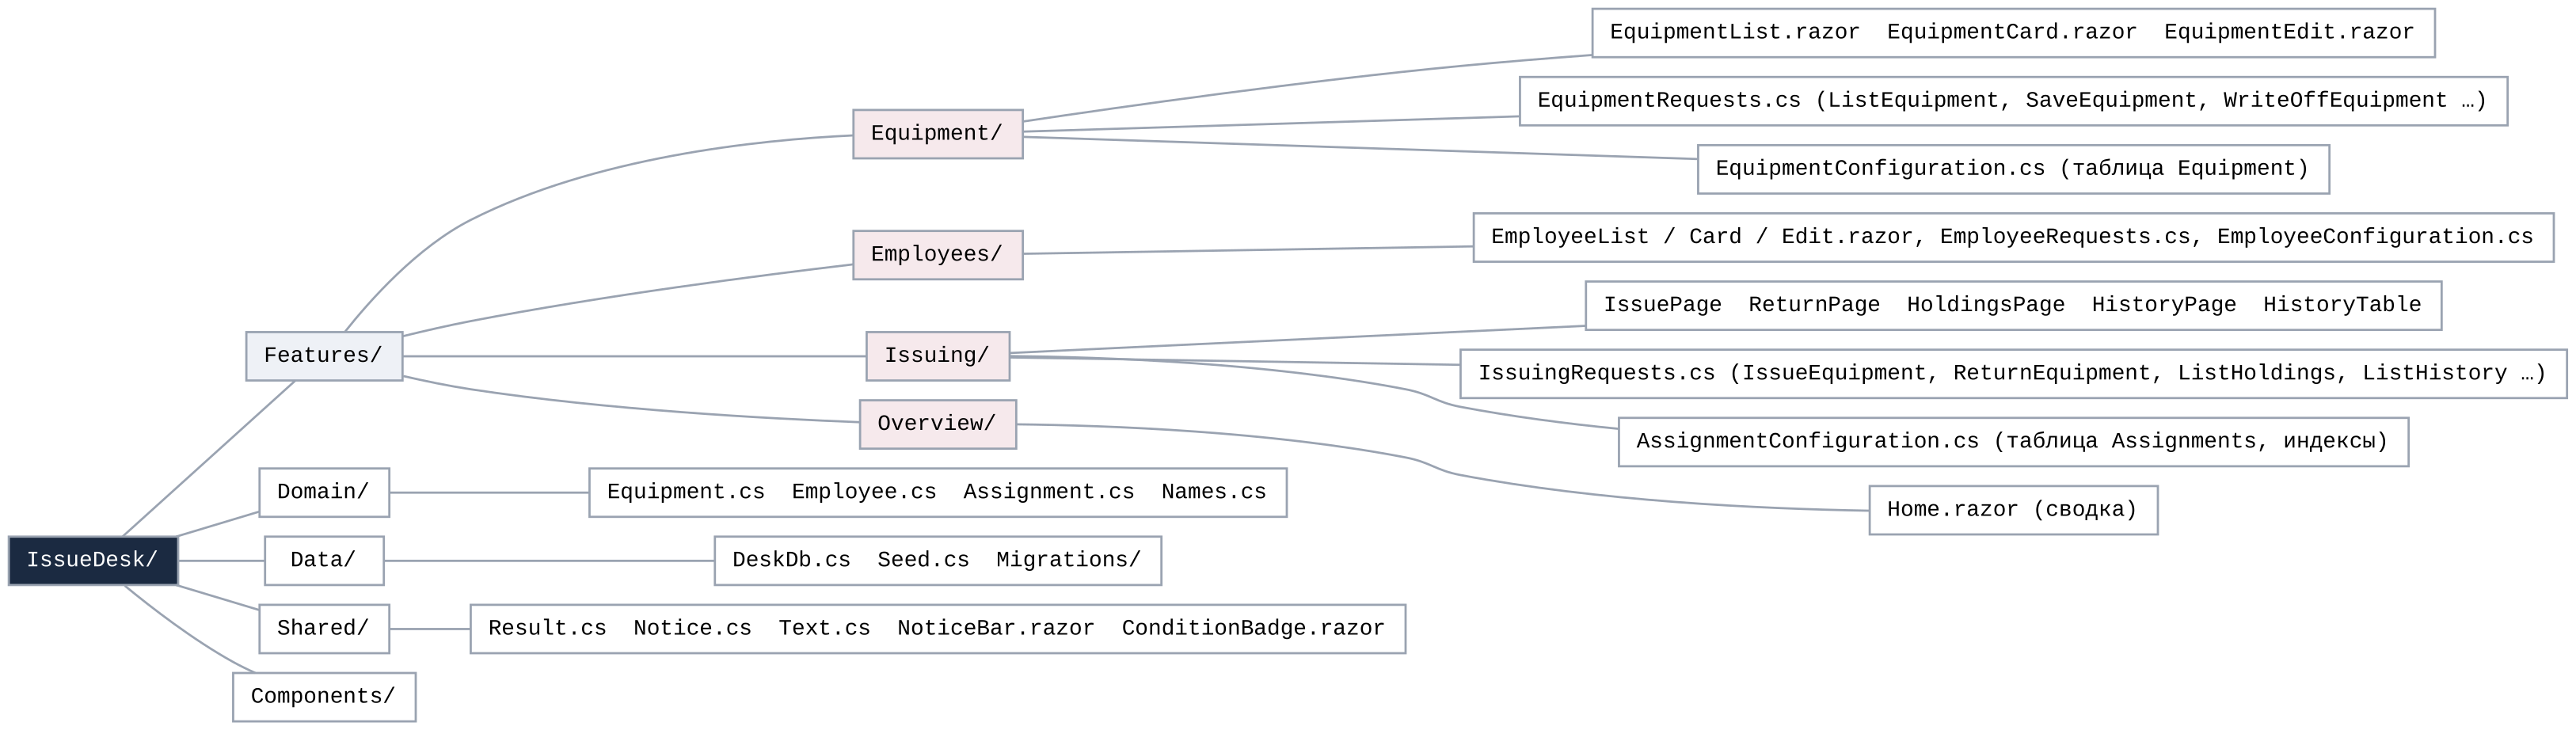 EquipmentList.razor  EquipmentCard.razor  EquipmentEdit.razor
EquipmentRequests.cs (ListEquipment, SaveEquipment, WriteOffEquipment …)
Equipment/
EquipmentConfiguration.cs (таблица Equipment)
Employees/
EmployeeList / Card / Edit.razor, EmployeeRequests.cs, EmployeeConfiguration.cs
IssuePage  ReturnPage  HoldingsPage  HistoryPage  HistoryTable
Features/
Issuing/
IssuingRequests.cs (IssueEquipment, ReturnEquipment, ListHoldings, ListHistory …)
Overview/
AssignmentConfiguration.cs (таблица Assignments, индексы)
Domain/
Equipment.cs  Employee.cs  Assignment.cs  Names.cs
Home.razor (сводка)
IssueDesk/
Data/
DeskDb.cs  Seed.cs  Migrations/
Shared/
Result.cs  Notice.cs  Text.cs  NoticeBar.razor  ConditionBadge.razor
Components/